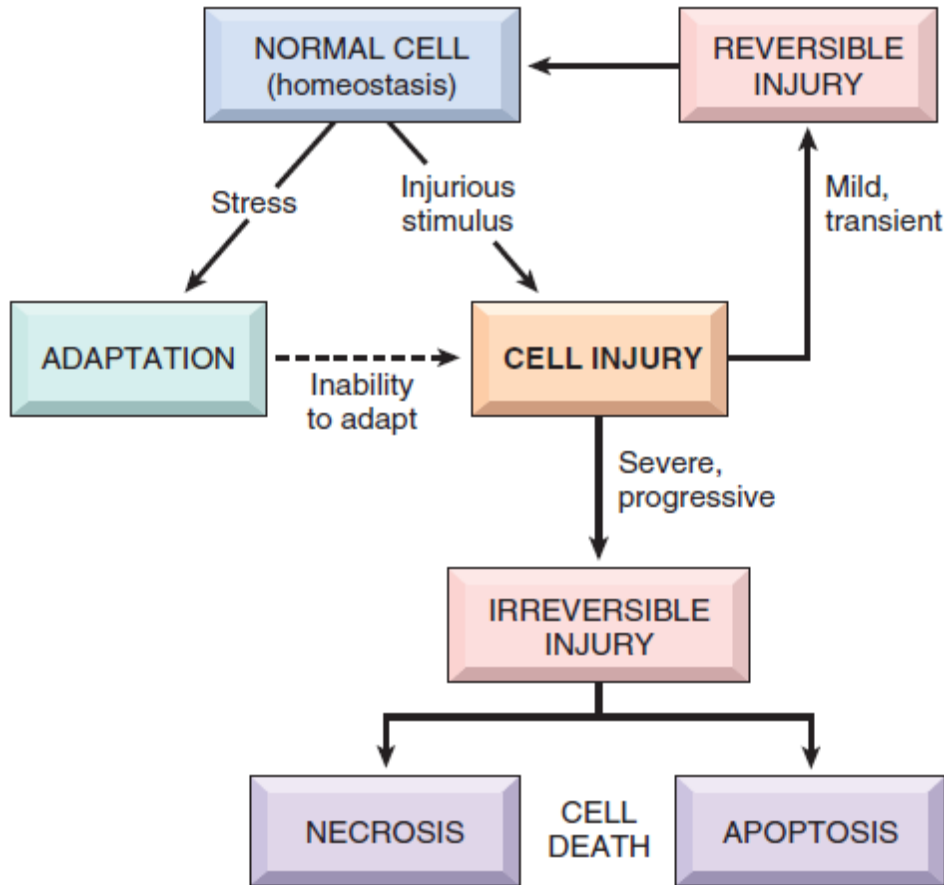 NORMAL CELL
(homeostasis)
REVERSIBLE
INJURY
Stress
Injurious
stimulus
Mild,
transient
ADAPTATION
Inability
to adapt
CELL INJURY
Severe,
progressive
IRREVERSIBLE
INJURY
NECROSIS
CELL
DEATH
APOPTOSIS